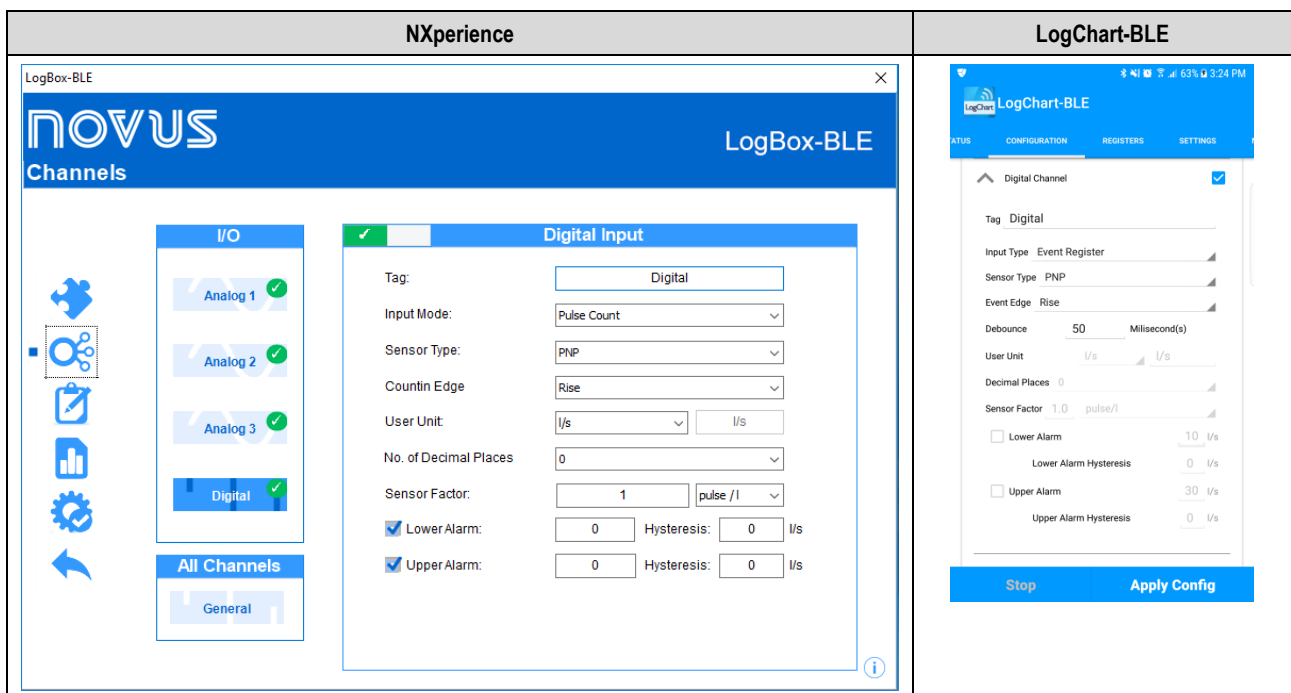 NXperience
LogChart-BLE
LogBox-BLE
novus
LogBox-BLE
Channels
I/O
Analog 1
Analog 2
Analog 3
Digital
All Channels
General
Digital Input
Tag: Digital
Input Mode: Pulse Count
Sensor Type: PNP
Countin Edge Rise
User Unit: l/s l/s
No. of Decimal Places 0
Sensor Factor: 1 pulse / l
Lower Alarm: 0 Hysteresis: 0 l/s
Upper Alarm: 0 Hysteresis: 0 l/s
63% 3:24 PM
LogChart LogChart-BLE
ATUS CONFIGURATION REGISTERS SETTINGS
Digital Channel
Tag Digital
Input Type Event Register
Sensor Type PNP
Event Edge Rise
Debounce 50 Milisecond(s)
User Unit l/s l/s
Decimal Places 0
Sensor Factor 1.0 pulse/l
Lower Alarm 10 l/s
Lower Alarm Hysteresis 0 l/s
Upper Alarm 30 l/s
Upper Alarm Hysteresis 0 l/s
Stop Apply Config